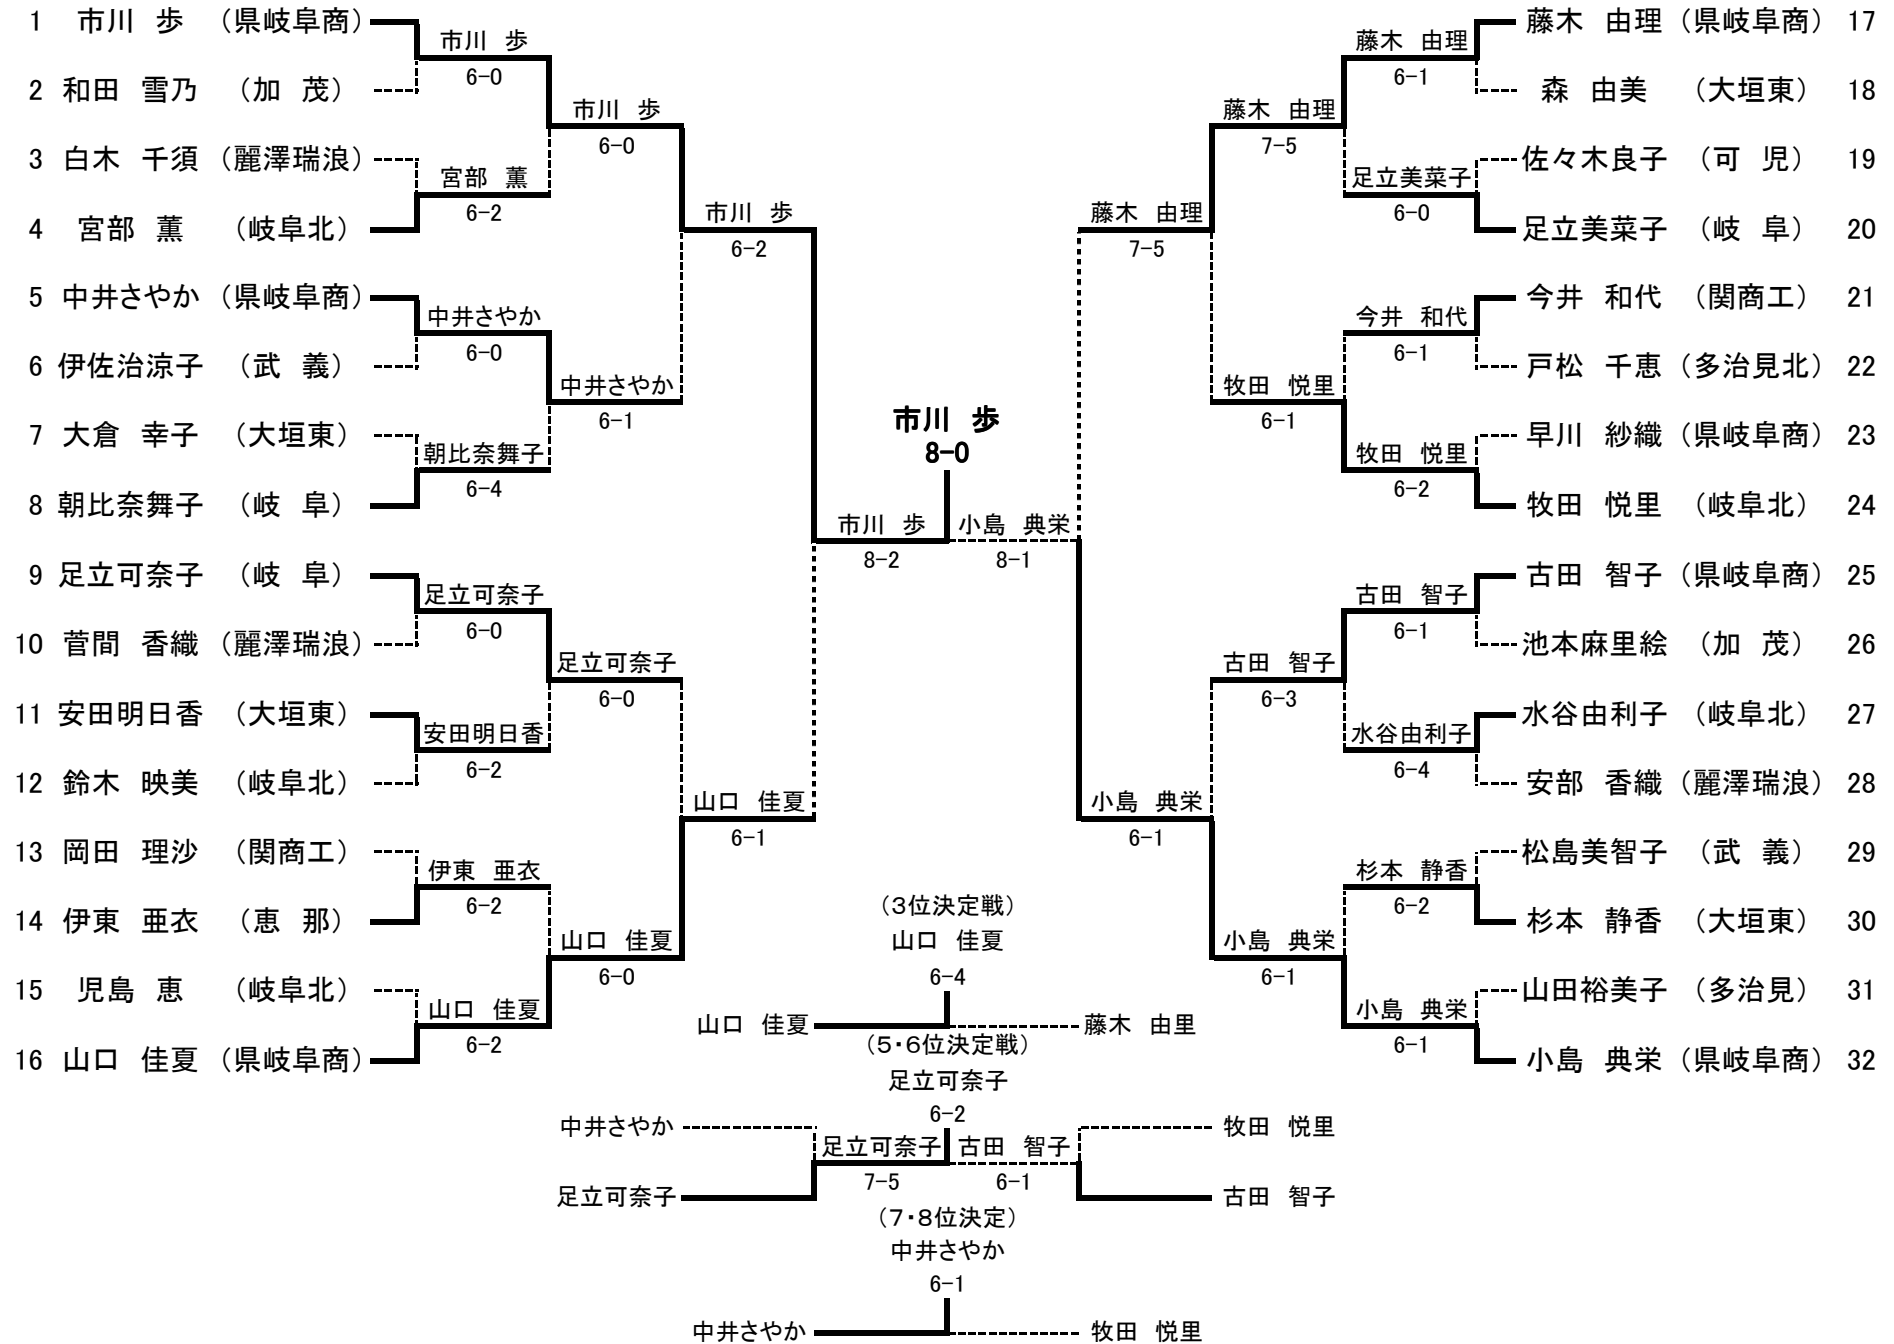 1 市川 歩 （県岐阜商）
2 和田 雪乃 （加 茂）
3 白木 千須 （麗澤瑞浪）
4 宮部 薫 （岐阜北）
5 中井さやか （県岐阜商）
6 伊佐治涼子 （武 義）
7 大倉 幸子 （大垣東）
8 朝比奈舞子 （岐 阜）
9 足立可奈子 （岐 阜）
10 菅間 香織 （麗澤瑞浪）
11 安田明日香 （大垣東）
12 鈴木 映美 （岐阜北）
13 岡田 理沙 （関商工）
14 伊東 亜衣 （恵 那）
15 児島 恵 （岐阜北）
16 山口 佳夏 （県岐阜商）
市川 歩
6-0
宮部 薫
6-2
中井さやか
6-0
朝比奈舞子
6-4
足立可奈子
6-0
安田明日香
6-2
伊東 亜衣
6-2
山口 佳夏
6-2
市川 歩
6-0
中井さやか
6-1
足立可奈子
6-0
山口 佳夏
6-0
市川 歩
6-2
山口 佳夏
6-1
市川 歩
8-2
市川 歩
8-0
小島 典栄
8-1
藤木 由理
7-5
小島 典栄
6-1
藤木 由理
7-5
牧田 悦里
6-1
古田 智子
6-3
小島 典栄
6-1
藤木 由理
6-1
足立美菜子
6-0
今井 和代
6-1
牧田 悦里
6-2
古田 智子
6-1
水谷由利子
6-4
杉本 静香
6-2
小島 典栄
6-1
藤木 由理 （県岐阜商） 17
森 由美 （大垣東） 18
佐々木良子 （可 児） 19
足立美菜子 （岐 阜） 20
今井 和代 （関商工） 21
戸松 千恵 （多治見北） 22
早川 紗織 （県岐阜商） 23
牧田 悦里 （岐阜北） 24
古田 智子 （県岐阜商） 25
池本麻里絵 （加 茂） 26
水谷由利子 （岐阜北） 27
安部 香織 （麗澤瑞浪） 28
松島美智子 （武 義） 29
杉本 静香 （大垣東） 30
山田裕美子 （多治見） 31
小島 典栄 （県岐阜商） 32
（3位決定戦）
山口 佳夏
6-4
山口 佳夏 藤木 由里
（5・6位決定戦）
足立可奈子
6-2
中井さやか 牧田 悦里
足立可奈子 古田 智子
7-5 6-1
足立可奈子 古田 智子
（7・8位決定）
中井さやか
6-1
中井さやか 牧田 悦里